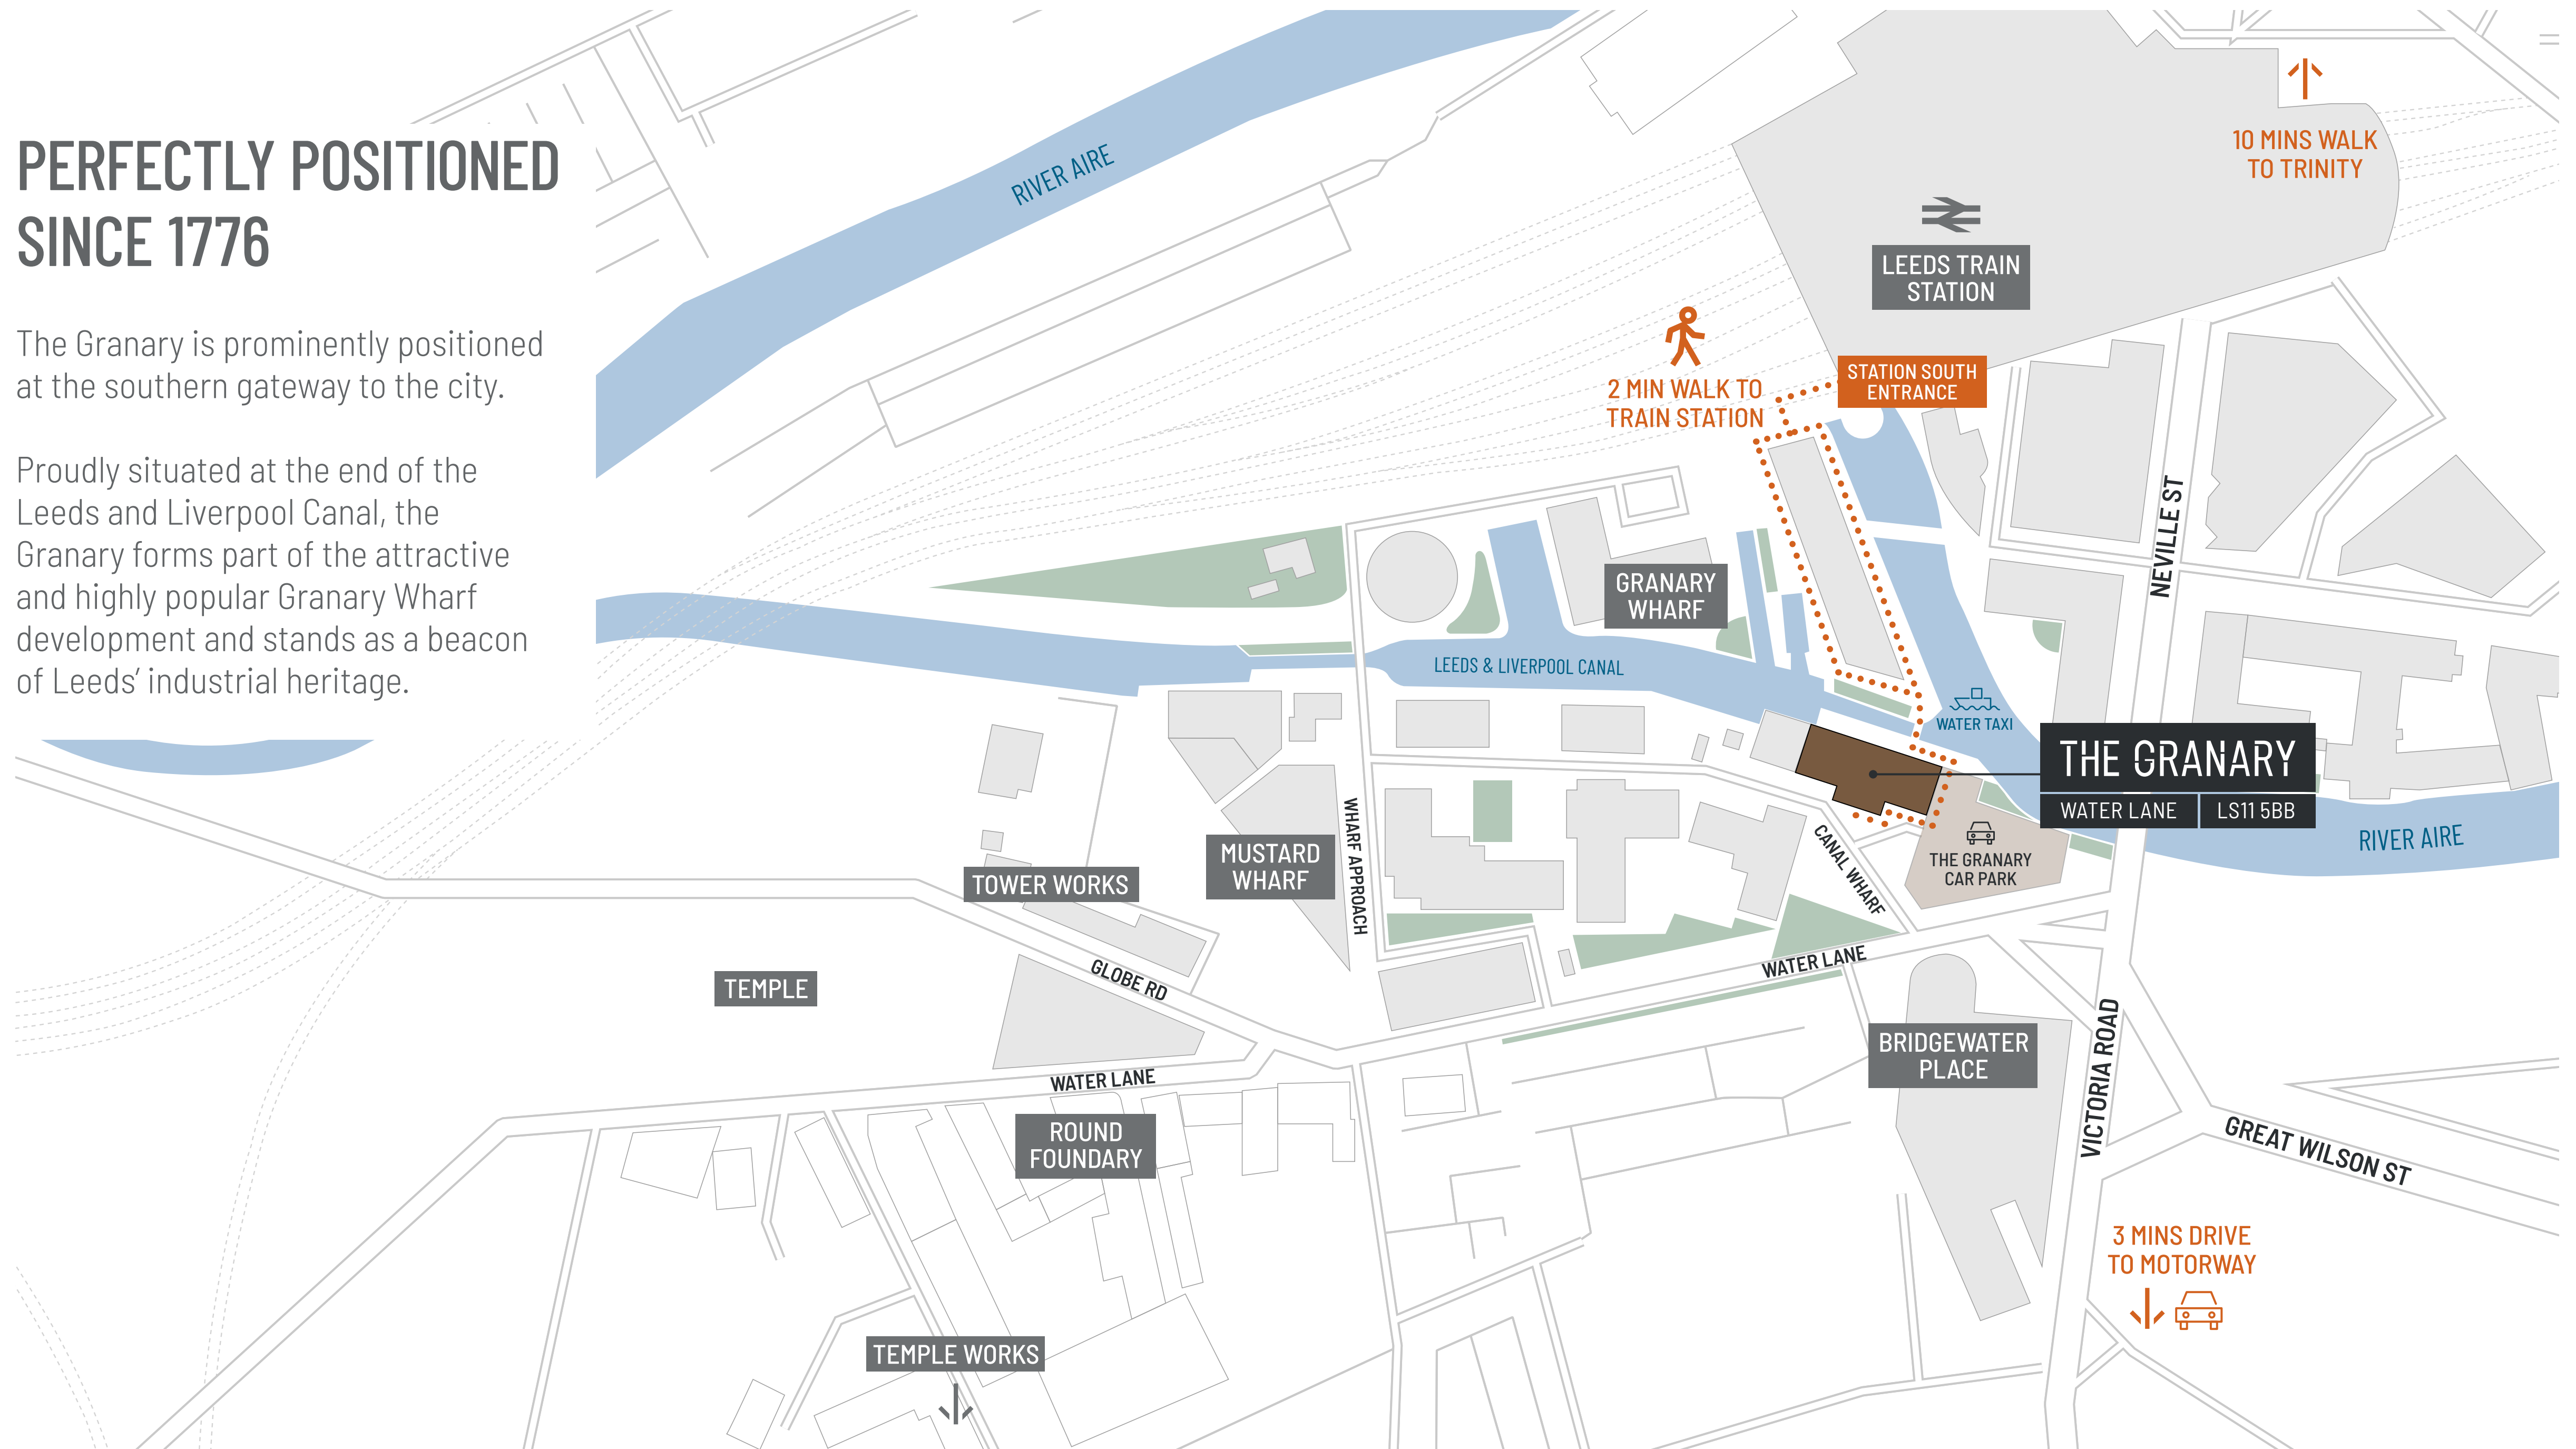 PERFECTLY POSITIONED
SINCE 1776
The Granary is prominently positioned
at the southern gateway to the city.
Proudly situated at the end of the
Leeds and Liverpool Canal, the
Granary forms part of the attractive
and highly popular Granary Wharf
development and stands as a beacon
of Leeds’ industrial heritage.
RIVER AIRE
10 MINS WALK
TO TRINITY
LEEDS TRAIN
STATION
STATION SOUTH
ENTRANCE
2 MIN WALK TO
TRAIN STATION
NEVILLE ST
GRANARY
WHARF
LEEDS & LIVERPOOL CANAL
WATER TAXI
THE GRANARY
WATER LANE
LS11 5BB
RIVER AIRE
THE GRANARY
CAR PARK
CANAL WHARF
WHARF APPROACH
MUSTARD
WHARF
TOWER WORKS
GLOBE RD
TEMPLE
WATER LANE
WATER LANE
BRIDGEWATER
PLACE
VICTORIA ROAD
GREAT WILSON ST
ROUND
FOUNDARY
3 MINS DRIVE
TO MOTORWAY
TEMPLE WORKS